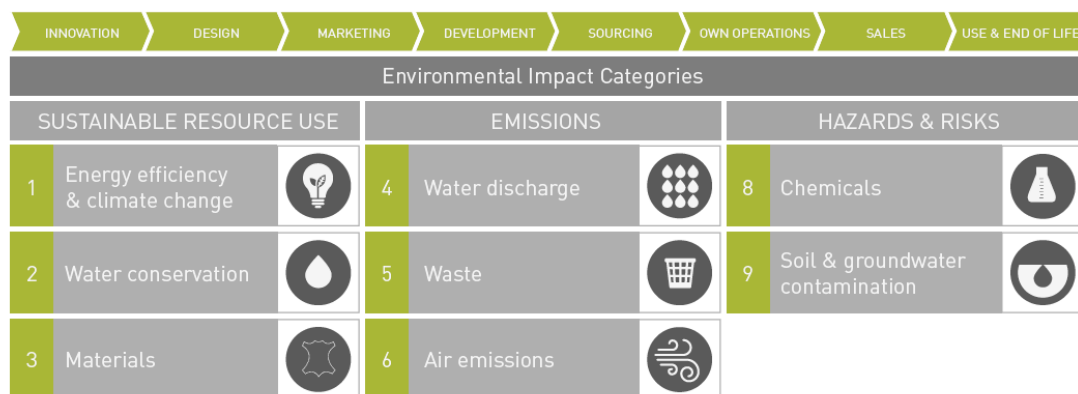 INNOVATION
DESIGN
MARKETING
DEVELOPMENT
SOURCING
OWN OPERATIONS
SALES
USE & END OF LIFE
Environmental Impact Categories
SUSTAINABLE RESOURCE USE
1
Energy efficiency
& climate change
2
Water conservation
3
Materials
EMISSIONS
4
Water discharge
5
Waste
6
Air emissions
HAZARDS & RISKS
8
Chemicals
9
Soil & groundwater
contamination